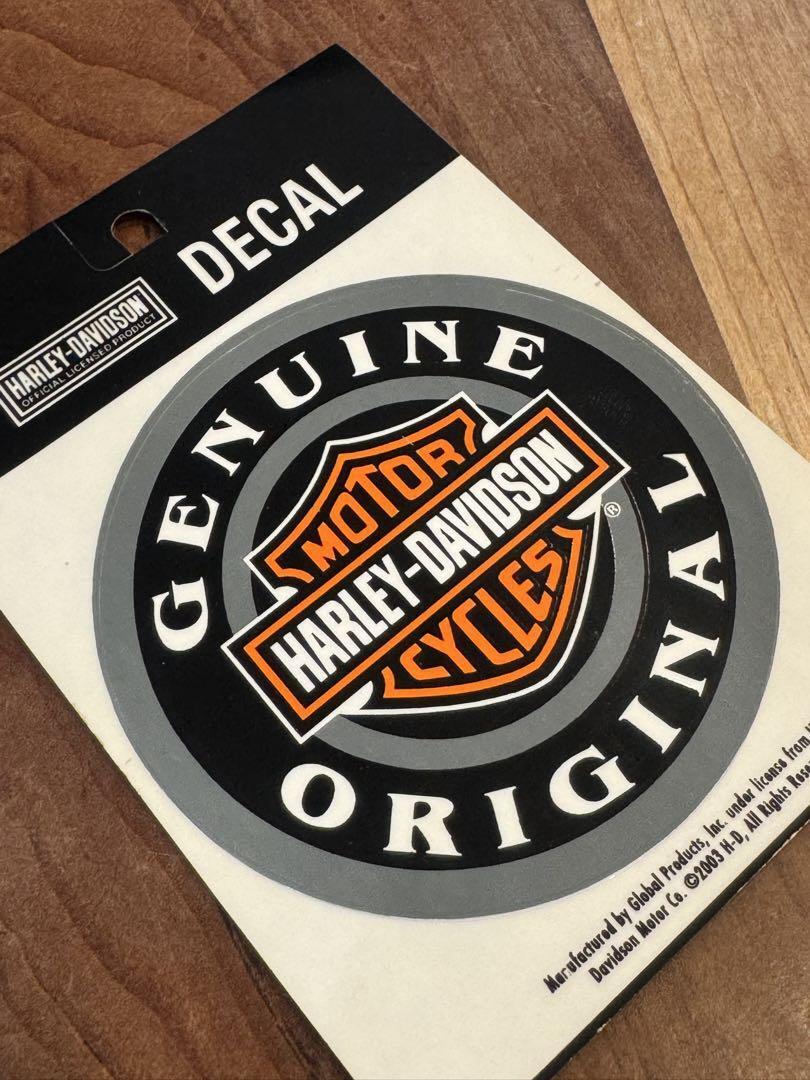 DECAL
HARLEY-DAVIDSON
OFFICIAL LICENSED PRODUCT
GENUINE
MOTOR
HARLEY-DAVIDSON
®
CYCLES
ORIGINAL
Manufactured by Global Products, Inc. under license from
Davidson Motor Co. ©2003 H-D, All Rights